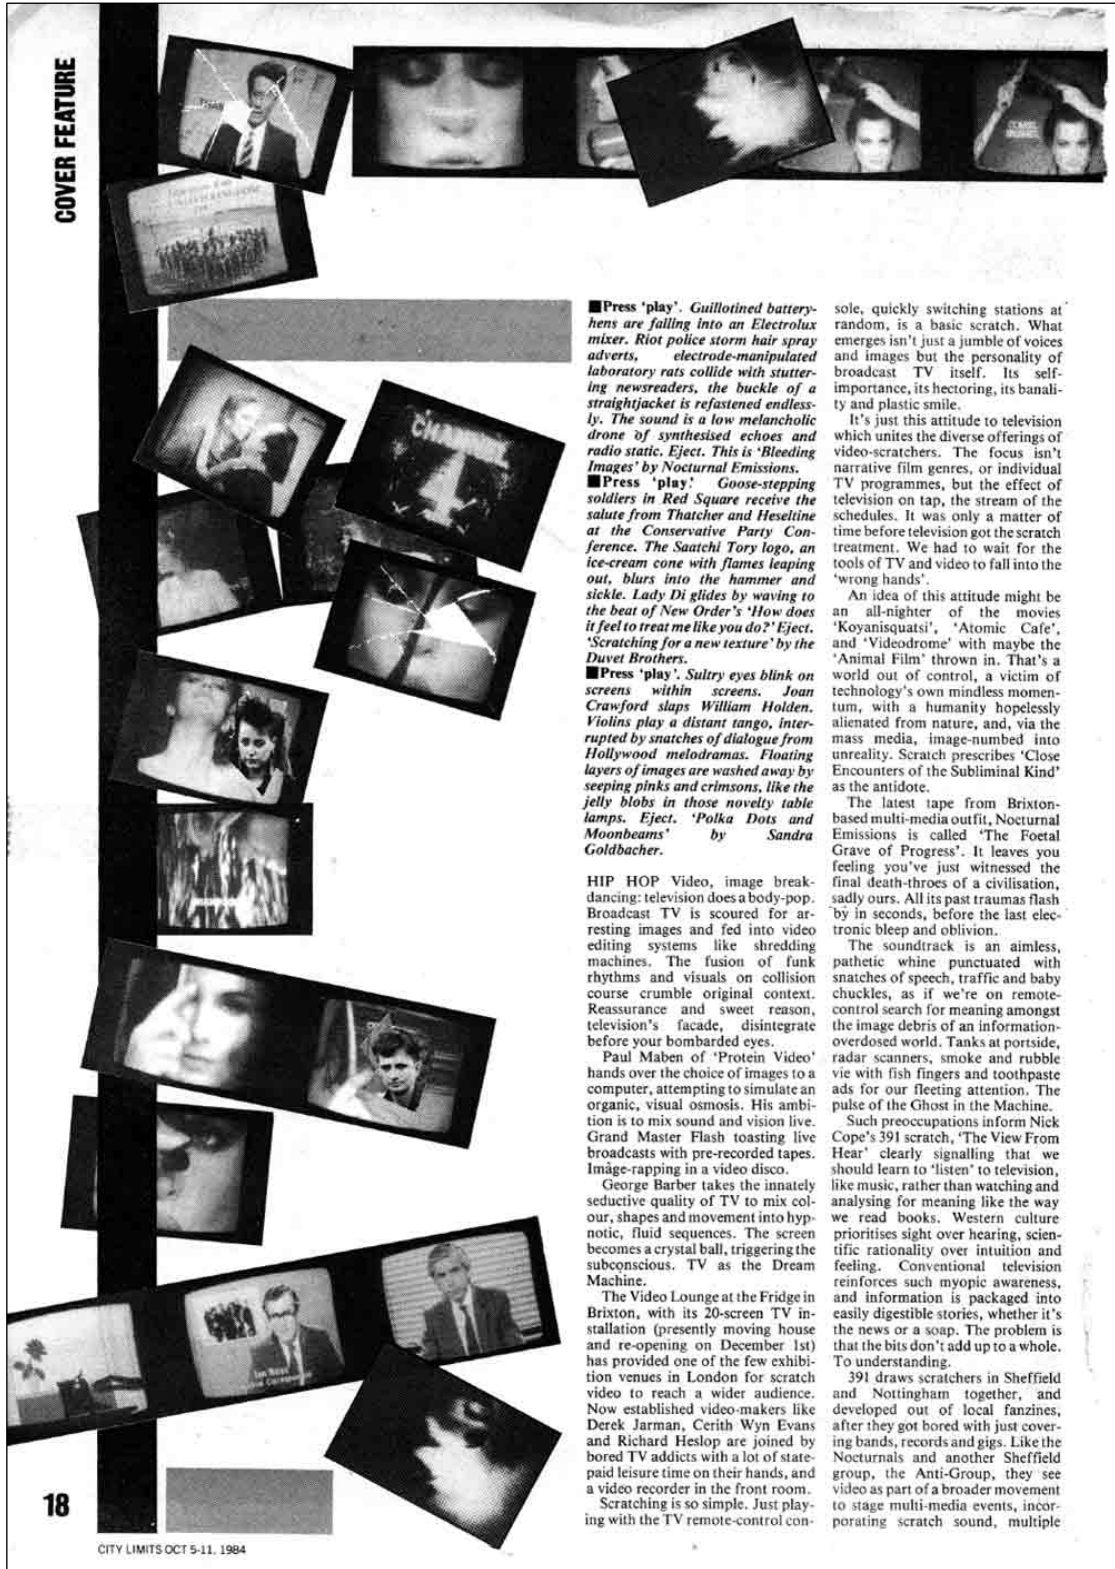 COVER FEATURE
CHANNEL
4
■Press 'play'. Guillotined battery-
hens are falling into an Electrolux
mixer. Riot police storm hair spray
adverts, electrode-manipulated
laboratory rats collide with stutter-
ing newsreaders, the buckle of a
straightjacket is refastened endless-
ly. The sound is a low melancholic
drone of synthesised echoes and
radio static. Eject. This is 'Bleeding
Images' by Nocturnal Emissions.
■Press 'play.' Goose-stepping
soldiers in Red Square receive the
salute from Thatcher and Heseltine
at the Conservative Party Con-
ference. The Saatchi Tory logo, an
ice-cream cone with flames leaping
out, blurs into the hammer and
sickle. Lady Di glides by waving to
the beat of New Order's 'How does
it feel to treat me like you do?' Eject.
'Scratching for a new texture' by the
Duvet Brothers.
■Press 'play'. Sultry eyes blink on
screens within screens. Joan
Crawford slaps William Holden.
Violins play a distant tango, inter-
rupted by snatches of dialogue from
Hollywood melodramas. Floating
layers of images are washed away by
seeping pinks and crimsons, like the
jelly blobs in those novelty table
lamps. Eject. 'Polka Dots and
Moonbeams' by Sandra
Goldbacher.
HIP HOP Video, image break-
dancing: television does a body-pop.
Broadcast TV is scoured for ar-
resting images and fed into video
editing systems like shredding
machines. The fusion of funk
rhythms and visuals on collision
course crumble original context.
Reassurance and sweet reason,
television's facade, disintegrate
before your bombarded eyes.
Paul Maben of 'Protein Video'
hands over the choice of images to a
computer, attempting to simulate an
organic, visual osmosis. His ambi-
tion is to mix sound and vision live.
Grand Master Flash toasting live
broadcasts with pre-recorded tapes.
Image-rapping in a video disco.
George Barber takes the innately
seductive quality of TV to mix col-
our, shapes and movement into hyp-
notic, fluid sequences. The screen
becomes a crystal ball, triggering the
subconscious. TV as the Dream
Machine.
The Video Lounge at the Fridge in
Brixton, with its 20-screen TV in-
stallation (presently moving house
and re-opening on December 1st)
has provided one of the few exhibi-
tion venues in London for scratch
video to reach a wider audience.
Now established video-makers like
Derek Jarman, Cerith Wyn Evans
and Richard Heslop are joined by
bored TV addicts with a lot of state-
paid leisure time on their hands, and
a video recorder in the front room.
Scratching is so simple. Just play-
ing with the TV remote-control con-
sole, quickly switching stations at
random, is a basic scratch. What
emerges isn't just a jumble of voices
and images but the personality of
broadcast TV itself. Its self-
importance, its hectoring, its banali-
ty and plastic smile.
It's just this attitude to television
which unites the diverse offerings of
video-scratchers. The focus isn't
narrative film genres, or individual
TV programmes, but the effect of
television on tap, the stream of the
schedules. It was only a matter of
time before television got the scratch
treatment. We had to wait for the
tools of TV and video to fall into the
'wrong hands'.
An idea of this attitude might be
an all-nighter of the movies
'Koyanisquatsi', 'Atomic Cafe',
and 'Videodrome' with maybe the
'Animal Film' thrown in. That's a
world out of control, a victim of
technology's own mindless momen-
tum, with a humanity hopelessly
alienated from nature, and, via the
mass media, image-numbed into
unreality. Scratch prescribes 'Close
Encounters of the Subliminal Kind'
as the antidote.
The latest tape from Brixton-
based multi-media outfit, Nocturnal
Emissions is called 'The Foetal
Grave of Progress'. It leaves you
feeling you've just witnessed the
final death-throes of a civilisation,
sadly ours. All its past traumas flash
by in seconds, before the last elec-
tronic bleep and oblivion.
The soundtrack is an aimless,
pathetic whine punctuated with
snatches of speech, traffic and baby
chuckles, as if we're on remote-
control search for meaning amongst
the image debris of an information-
overdosed world. Tanks at portside,
radar scanners, smoke and rubble
vie with fish fingers and toothpaste
ads for our fleeting attention. The
pulse of the Ghost in the Machine.
Such preoccupations inform Nick
Cope's 391 scratch, 'The View From
Hear' clearly signalling that we
should learn to 'listen' to television,
like music, rather than watching and
analysing for meaning like the way
we read books. Western culture
prioritises sight over hearing, scien-
tific rationality over intuition and
feeling. Conventional television
reinforces such myopic awareness,
and information is packaged into
easily digestible stories, whether it's
the news or a soap. The problem is
that the bits don't add up to a whole.
To understanding.
391 draws scratchers in Sheffield
and Nottingham together, and
developed out of local fanzines,
after they got bored with just cover-
ing bands, records and gigs. Like the
Nocturnals and another Sheffield
group, the Anti-Group, they see
video as part of a broader movement
to stage multi-media events, incor-
porating scratch sound, multiple
18
CITY LIMITS OCT 5-11, 1984